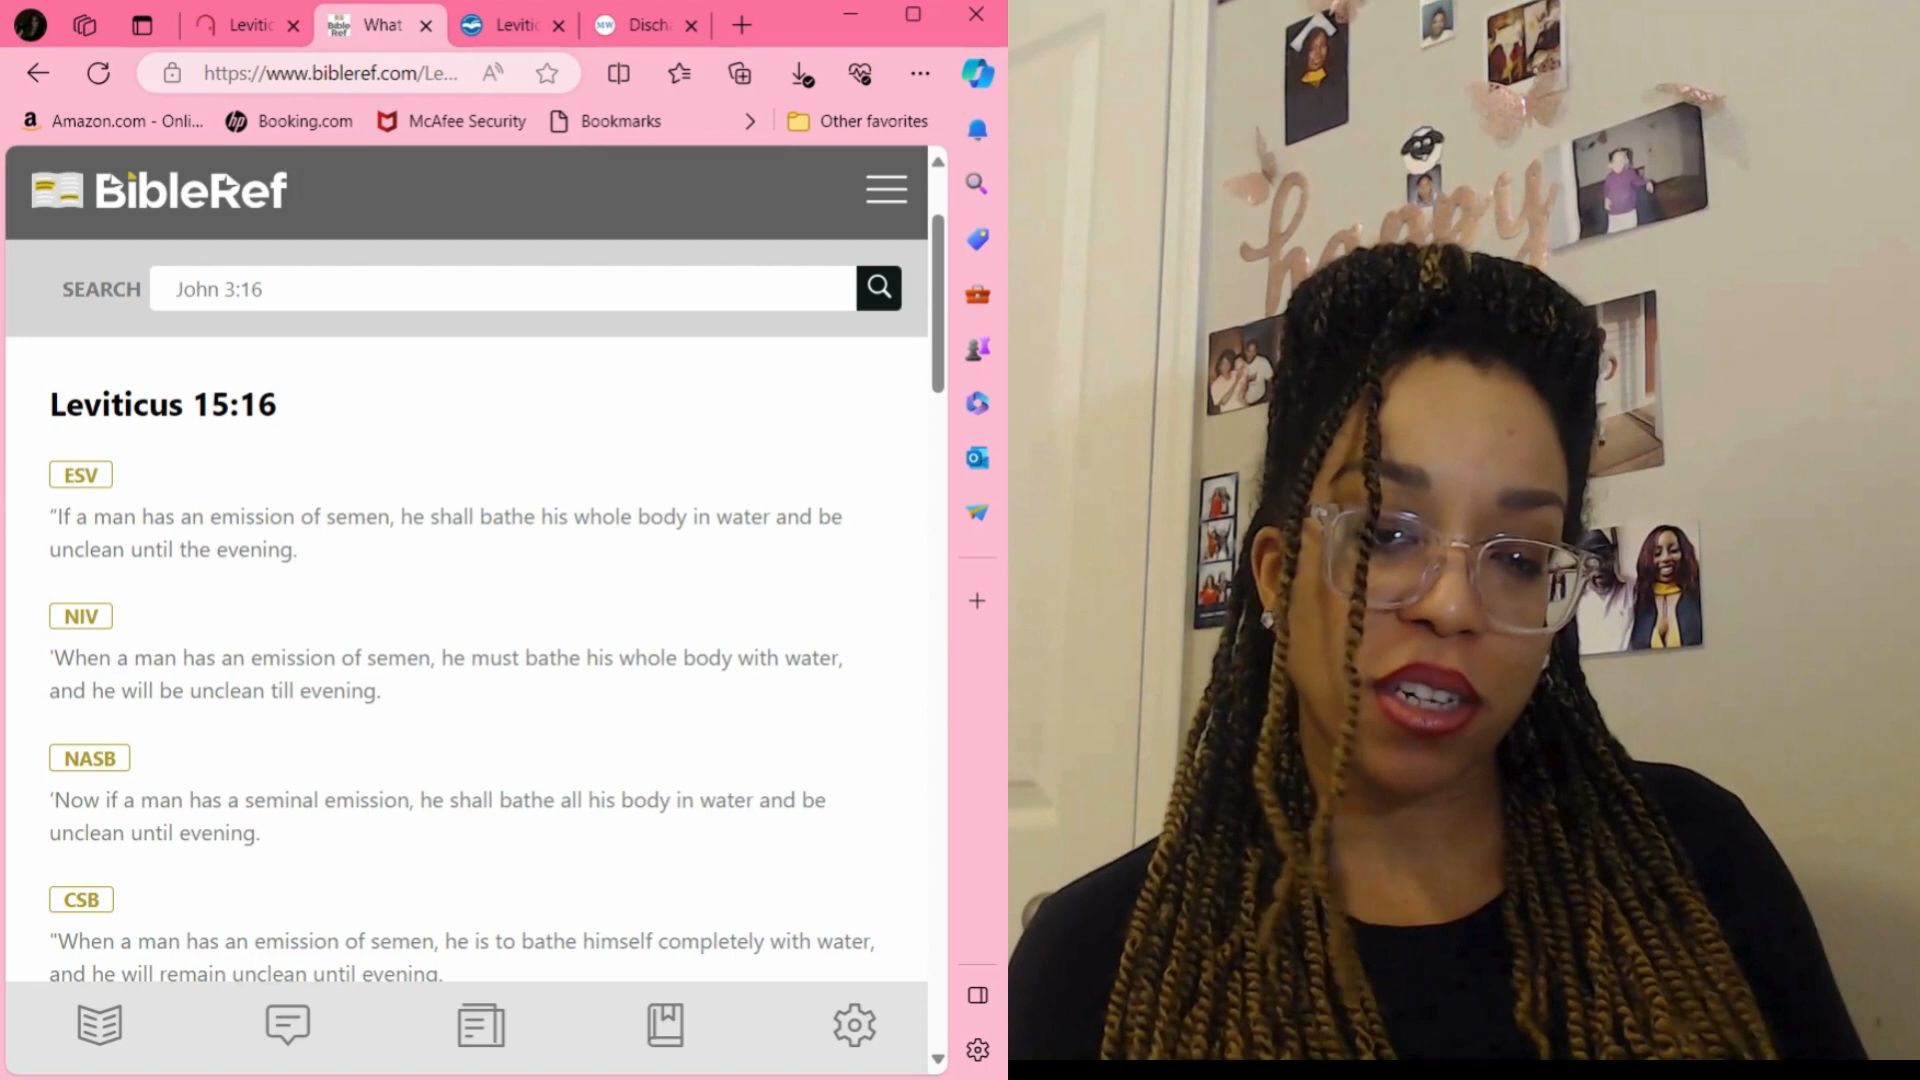 Levitic
What
Levitic
MW
Disch
https://www.bibleref.com/Le...
a Amazon.com - Onli...
hp Booking.com
McAfee Security
Bookmarks
Other favorites
BibleRef
SEARCH
John 3:16
Leviticus 15:16
ESV
“If a man has an emission of semen, he shall bathe his whole body in water and be
unclean until the evening.
NIV
'When a man has an emission of semen, he must bathe his whole body with water,
and he will be unclean till evening.
NASB
‘Now if a man has a seminal emission, he shall bathe all his body in water and be
unclean until evening.
CSB
"When a man has an emission of semen, he is to bathe himself completely with water,
and he will remain unclean until evening.
happy